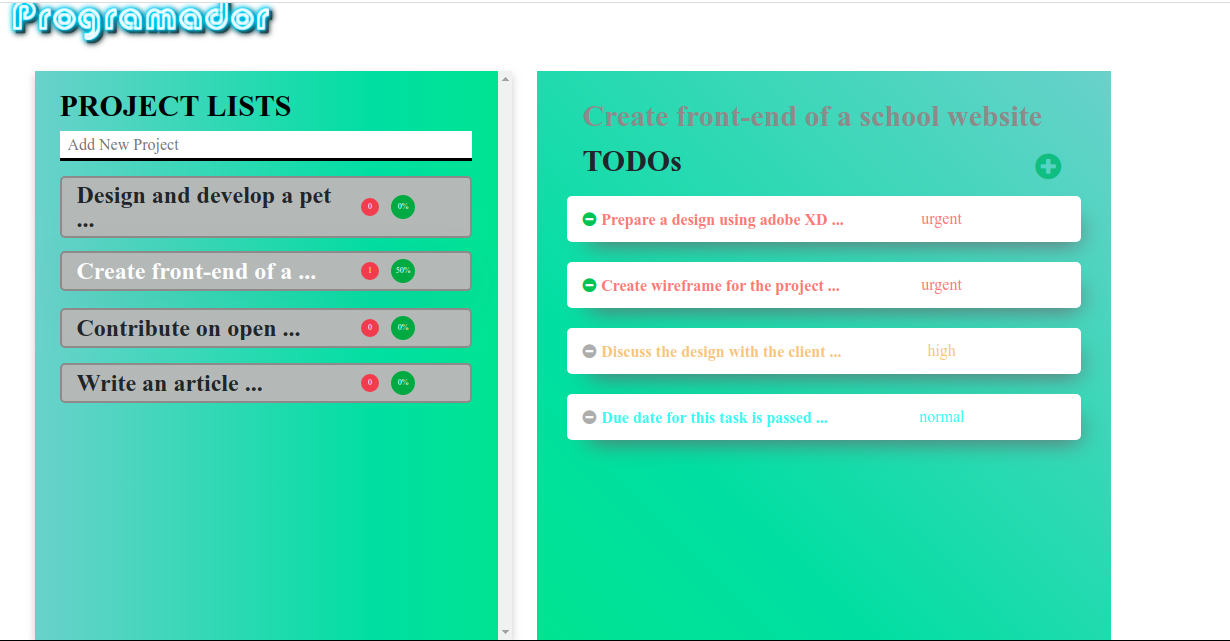 Programador
PROJECT LISTS
Add New Project
Design and develop a pet
...
0
0%
Create front-end of a ...
1
50%
Contribute on open ...
0
0%
Write an article ...
0
0%
Create front-end of a school website
TODOs
Prepare a design using adobe XD ... urgent
Create wireframe for the project ... urgent
Discuss the design with the client ... high
Due date for this task is passed ... normal